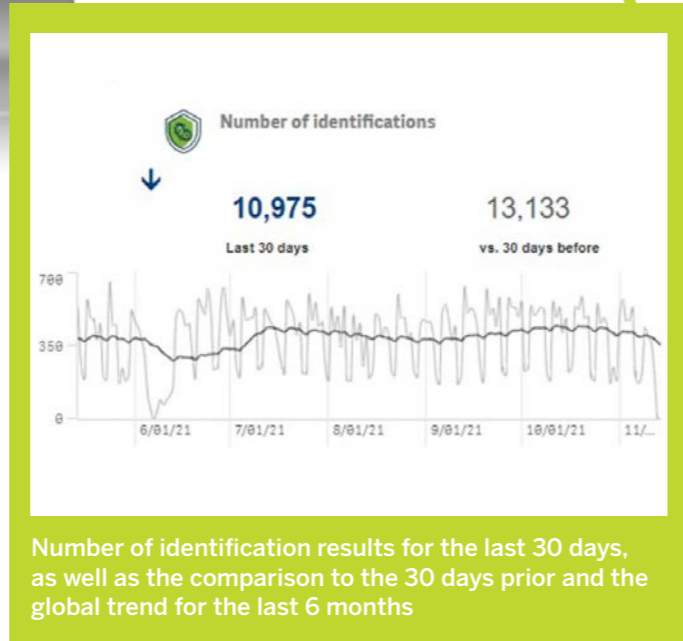 Number of identifications
10,975
13,133
Last 30 days
vs. 30 days before
700
350
0
6/01/21
7/01/21
8/01/21
9/01/21
10/01/21
11/…
Number of identification results for the last 30 days,
as well as the comparison to the 30 days prior and the
global trend for the last 6 months